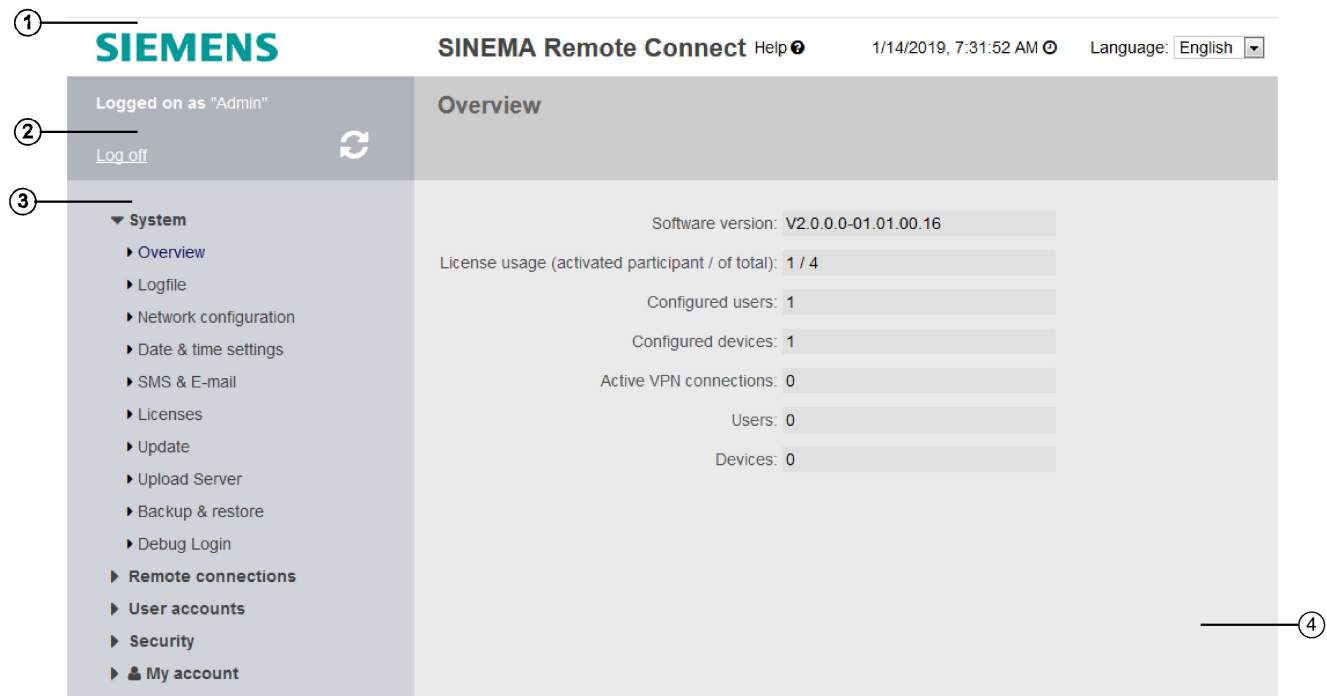 1
SIEMENS
SINEMA Remote Connect Help 1/14/2019, 7:31:52 AM Language: English
Logged on as "Admin"
Overview
2
Log off
3
System
Overview
Logfile
Network configuration
Date & time settings
SMS & E-mail
Licenses
Update
Upload Server
Backup & restore
Debug Login
Remote connections
User accounts
Security
My account
Software version: V2.0.0.0-01.01.00.16
License usage (activated participant / of total): 1 / 4
Configured users: 1
Configured devices: 1
Active VPN connections: 0
Users: 0
Devices: 0
4